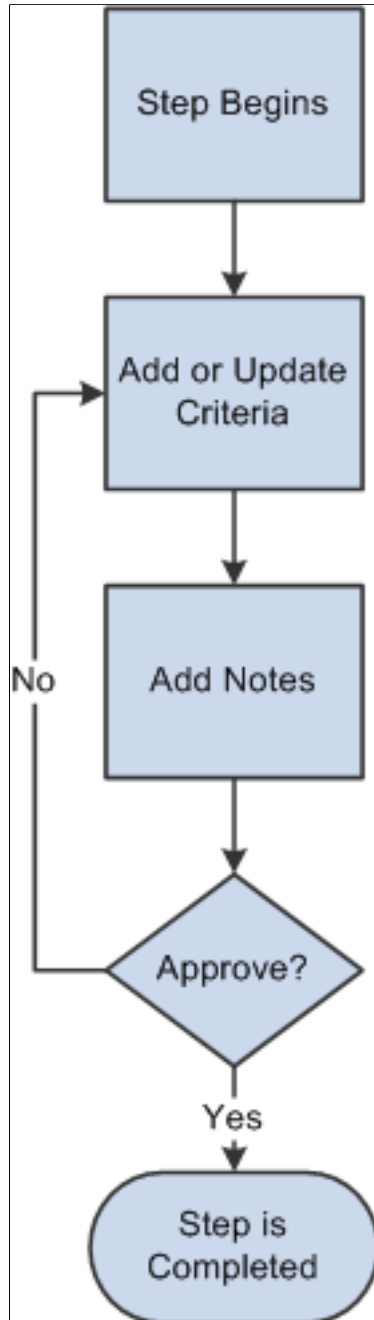 Step Begins
Add or Update
Criteria
Add Notes
No
Approve?
Yes
Step is
Completed